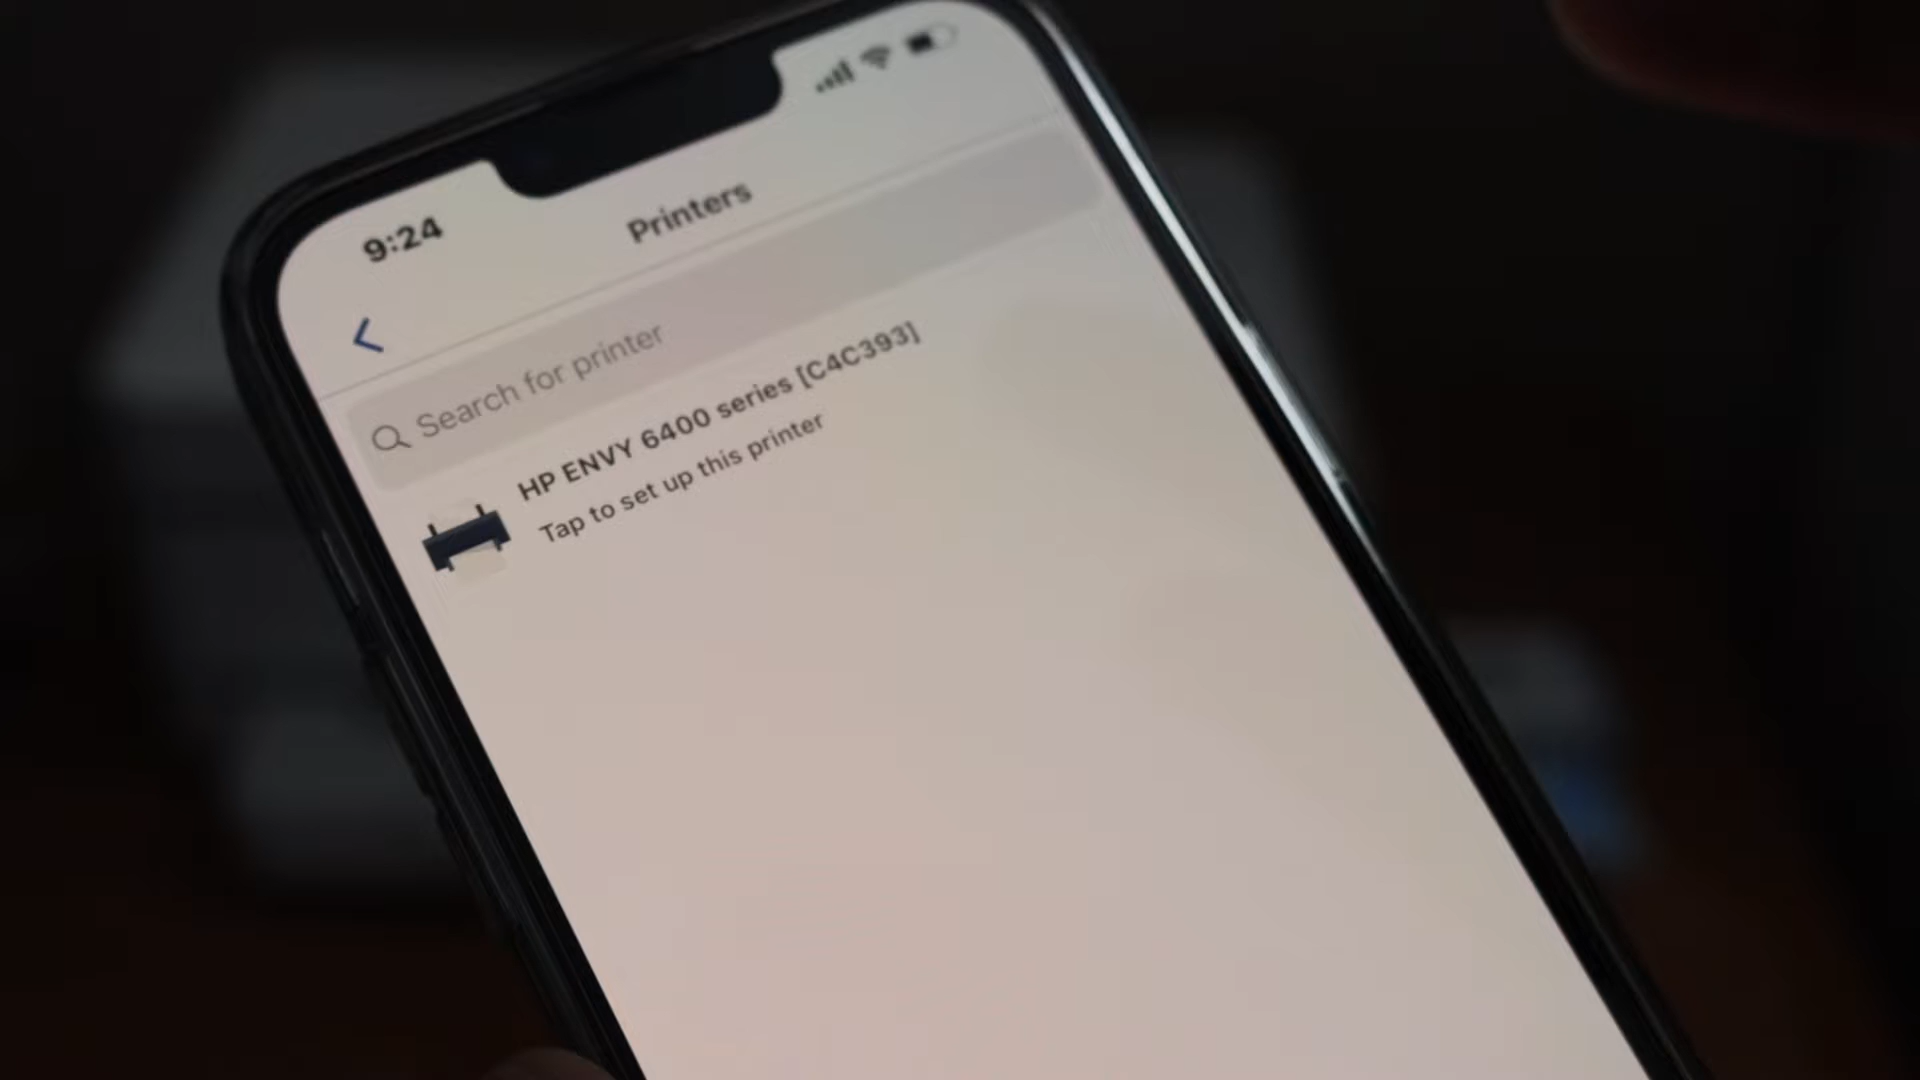 9:24
Printers
Search for printer
HP ENVY 6400 series [C4C393]
Tap to set up this printer